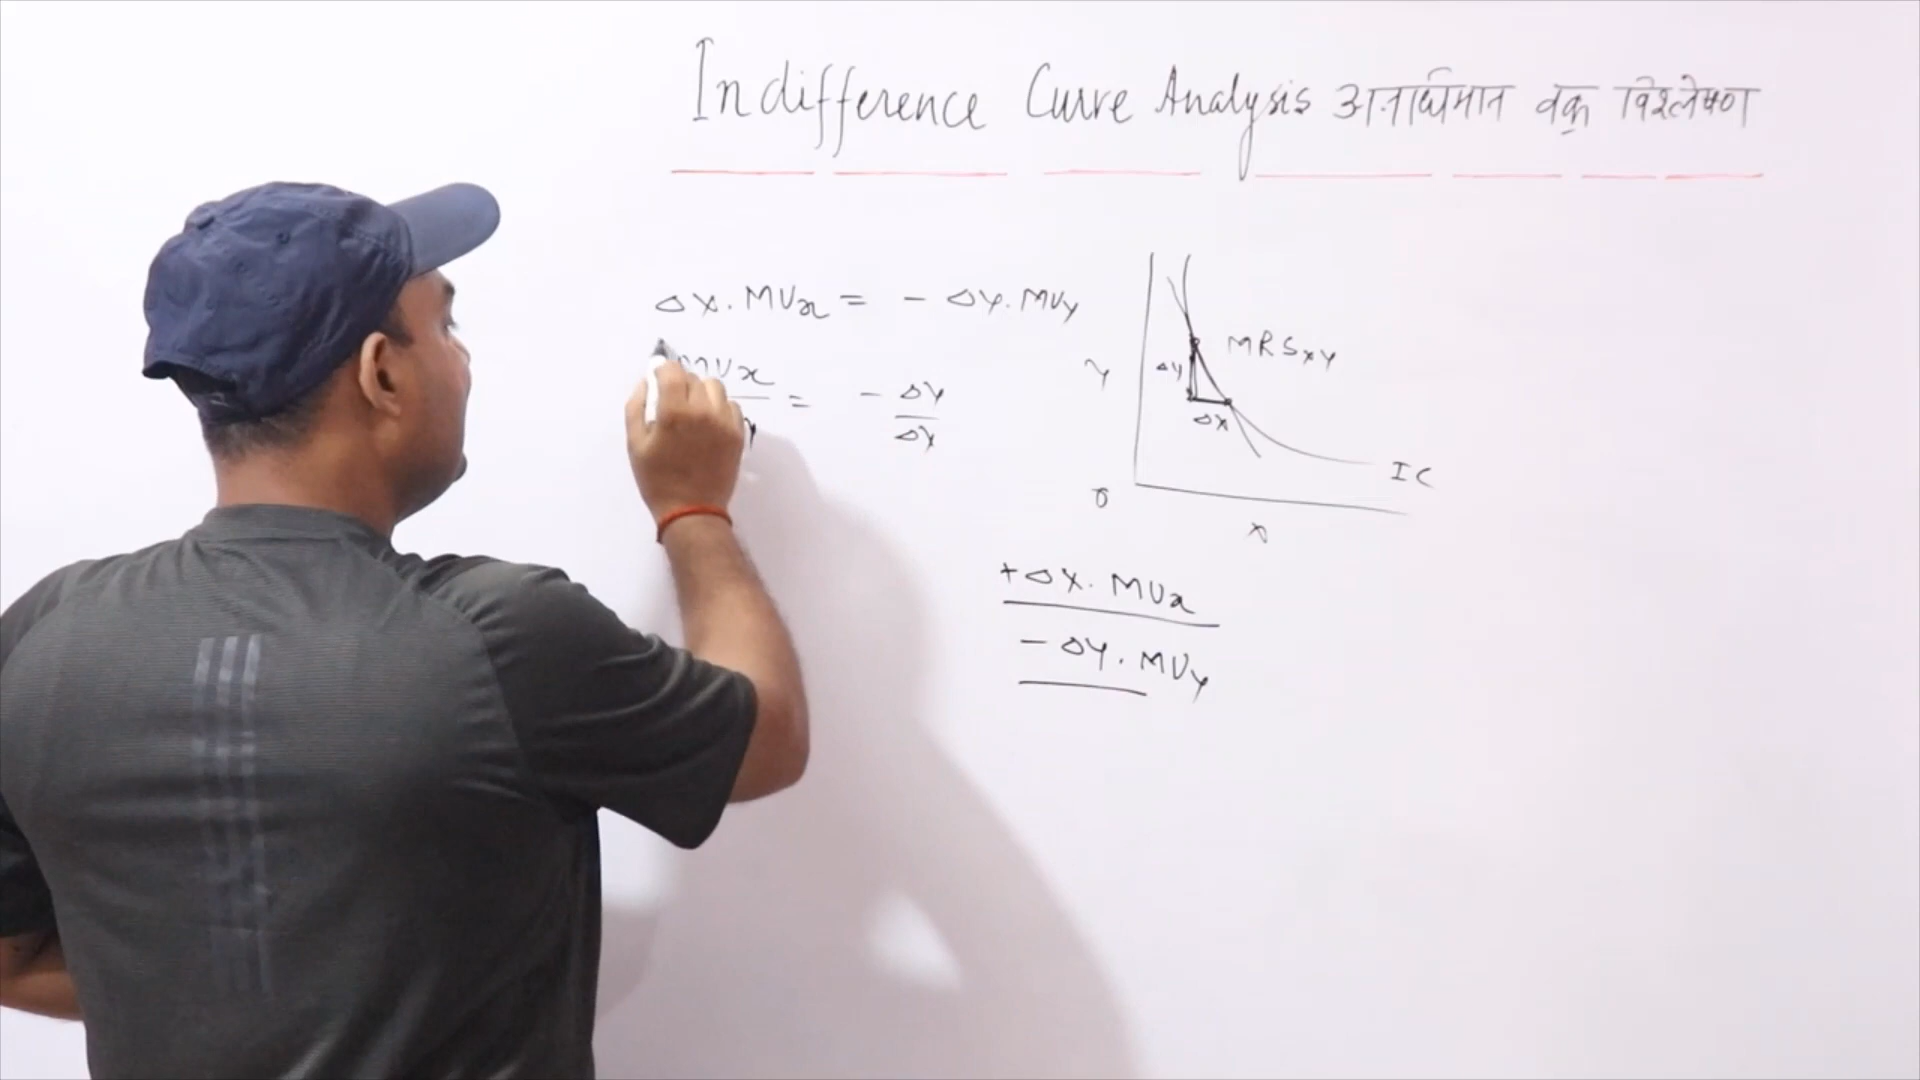 Indifference Curve Analysis अनधिमान वक्र विश्लेषण
Δx. MUx = - Δy. MUy
MUx
y
= - Δy
Δx
y
Δy
MRSxy
Δx
IC
0
x
+Δx. MUx
- Δy. MUy